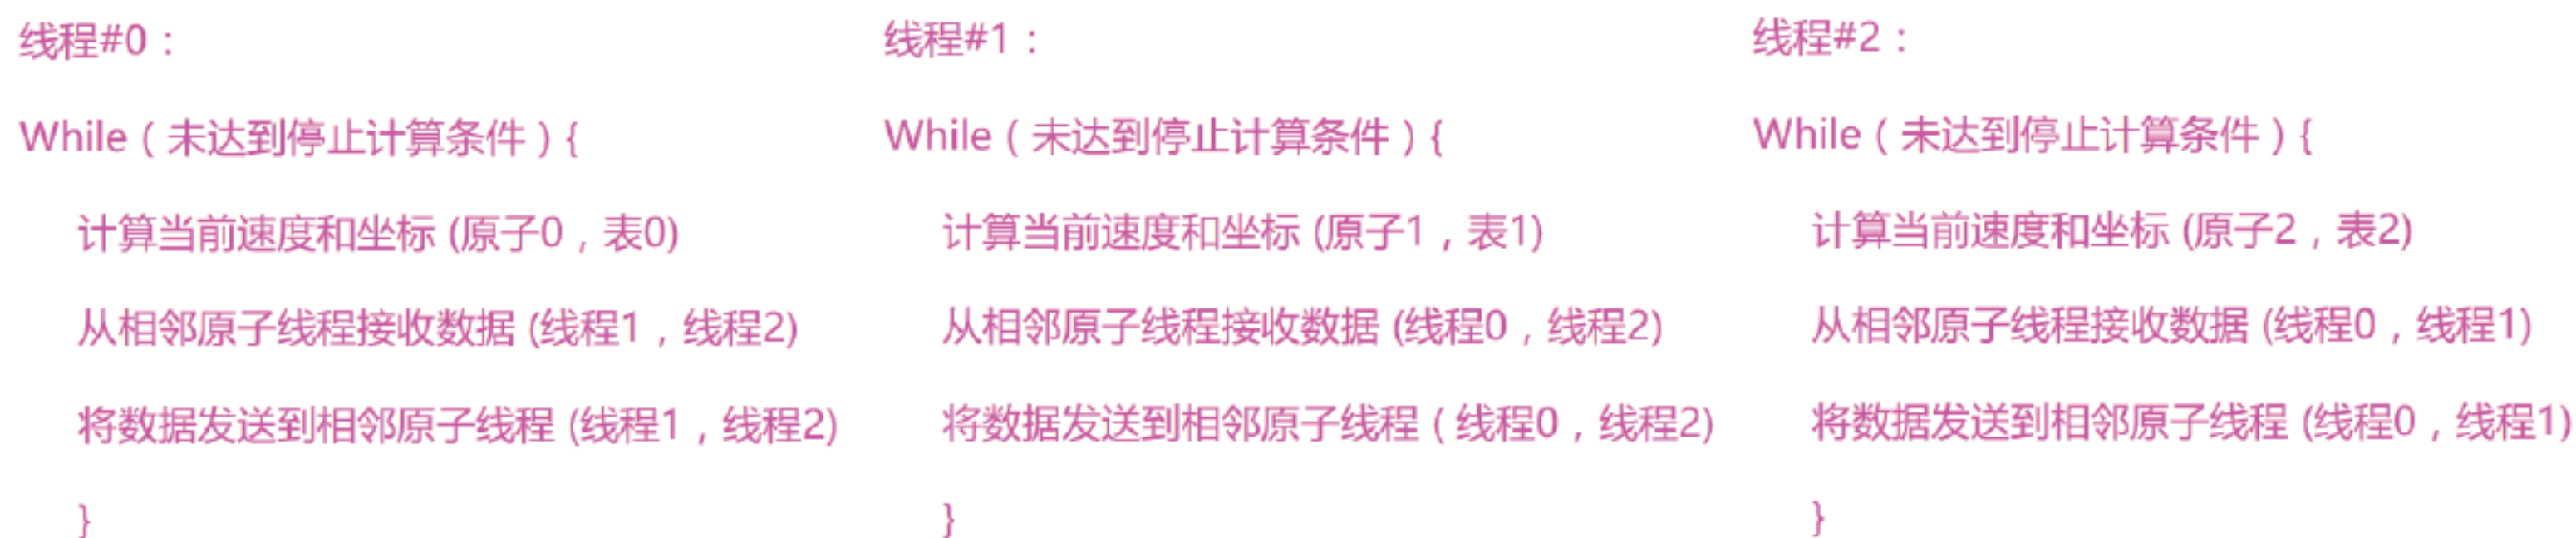 线程#0：
While（未达到停止计算条件）{
计算当前速度和坐标 (原子0，表0)
从相邻原子线程接收数据 (线程1，线程2)
将数据发送到相邻原子线程 (线程1，线程2)
}
线程#1：
While（未达到停止计算条件）{
计算当前速度和坐标 (原子1，表1)
从相邻原子线程接收数据 (线程0，线程2)
将数据发送到相邻原子线程（线程0，线程2)
}
线程#2：
While（未达到停止计算条件）{
计算当前速度和坐标 (原子2，表2)
从相邻原子线程接收数据 (线程0，线程1)
将数据发送到相邻原子线程 (线程0，线程1)
}